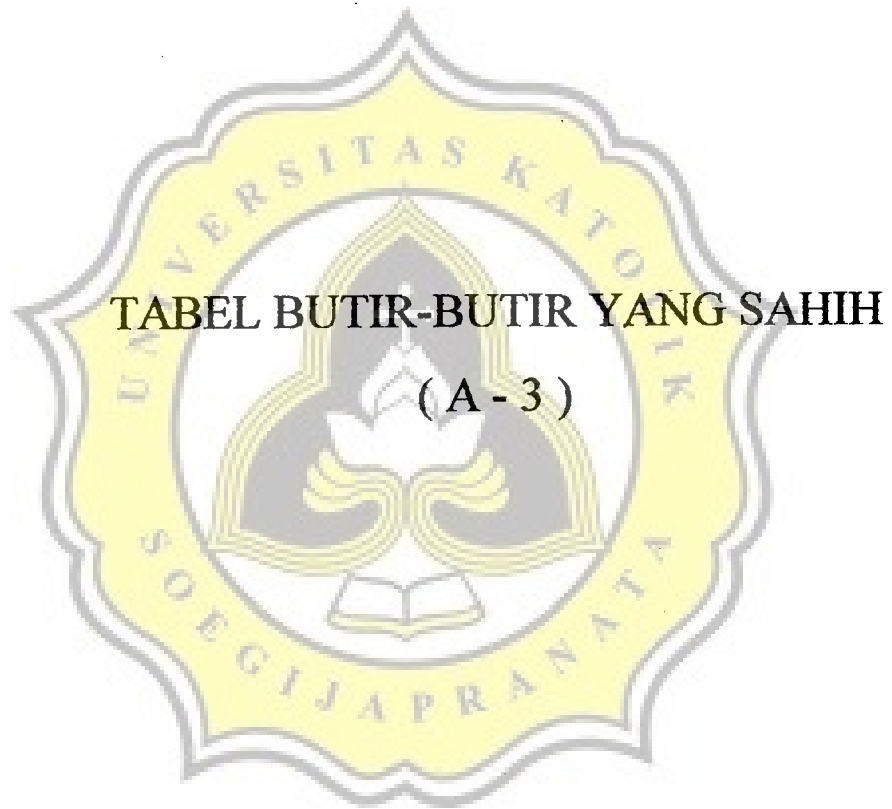 UNIVERSITAS KATOLIK
TABEL BUTIR-BUTIR YANG SAHIH
( A - 3 )
SOEGIJAPRANATA